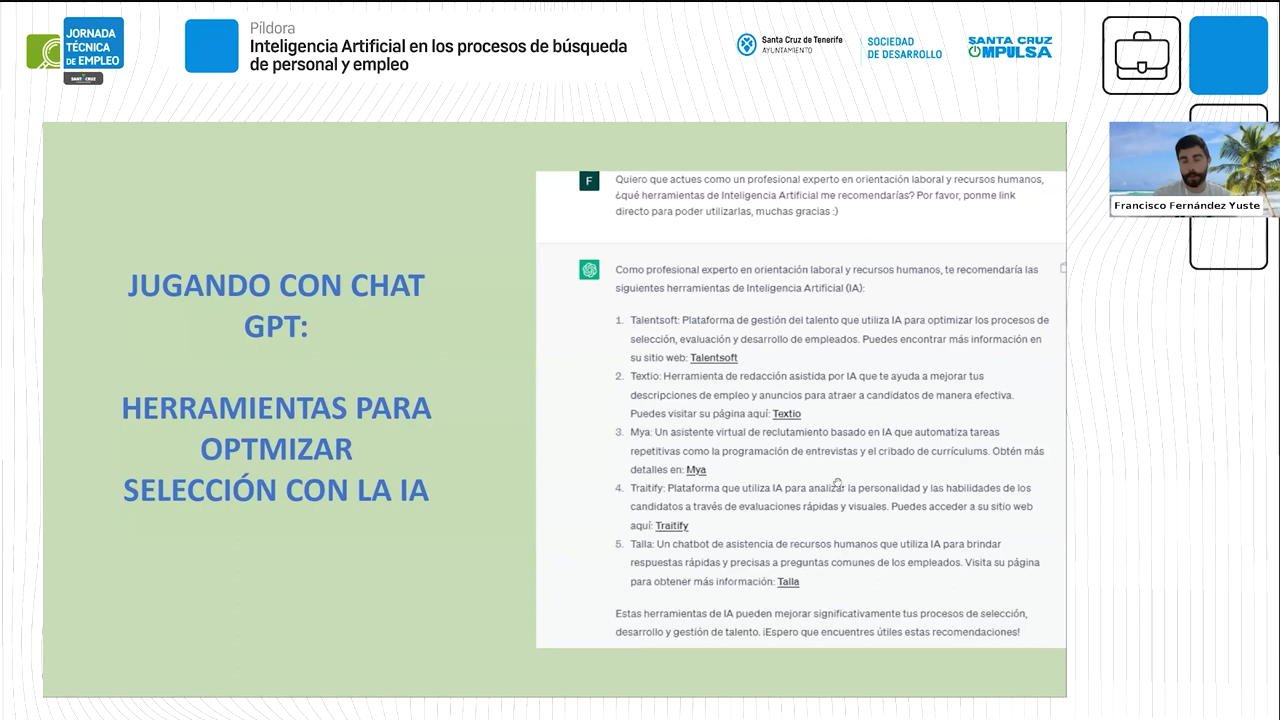 JORNADA
TÉCNICA
DE EMPLEO
Píldora
Inteligencia Artificial en los procesos de búsqueda
de personal y empleo
Santa Cruz de Tenerife
AYUNTAMIENTO
SOCIEDAD
DE DESARROLLO
SANTA CRUZ
IMPULSA
JUGANDO CON CHAT
GPT:
HERRAMIENTAS PARA
OPTMIZAR
SELECCIÓN CON LA IA
F
Quiero que actues como un profesional experto en orientación laboral y recursos humanos,
¿qué herramientas de Inteligencia Artificial me recomendarías? Por favor, ponme link
directo para poder utilizarlas, muchas gracias :)
Como profesional experto en orientación laboral y recursos humanos, te recomendaría las
siguientes herramientas de Inteligencia Artificial (IA):
1. Talentsoft: Plataforma de gestión del talento que utiliza IA para optimizar los procesos de
selección, evaluación y desarrollo de empleados. Puedes encontrar más información en
su sitio web: Talentsoft
2. Textio: Herramienta de redacción asistida por IA que te ayuda a mejorar tus
descripciones de empleo y anuncios para atraer a candidatos de manera efectiva.
Puedes visitar su página aquí: Textio
3. Mya: Un asistente virtual de reclutamiento basado en IA que automatiza tareas
repetitivas como la programación de entrevistas y el cribado de currículums. Obtén más
detalles en: Mya
4. Traitify: Plataforma que utiliza IA para analizar la personalidad y las habilidades de los
candidatos a través de evaluaciones rápidas y visuales. Puedes acceder a su sitio web
aquí: Traitify
5. Talla: Un chatbot de asistencia de recursos humanos que utiliza IA para brindar
respuestas rápidas y precisas a preguntas comunes de los empleados. Visita su página
para obtener más información: Talla
Estas herramientas de IA pueden mejorar significativamente tus procesos de selección,
desarrollo y gestión de talento. ¡Espero que encuentres útiles estas recomendaciones!
Francisco Fernández Yuste